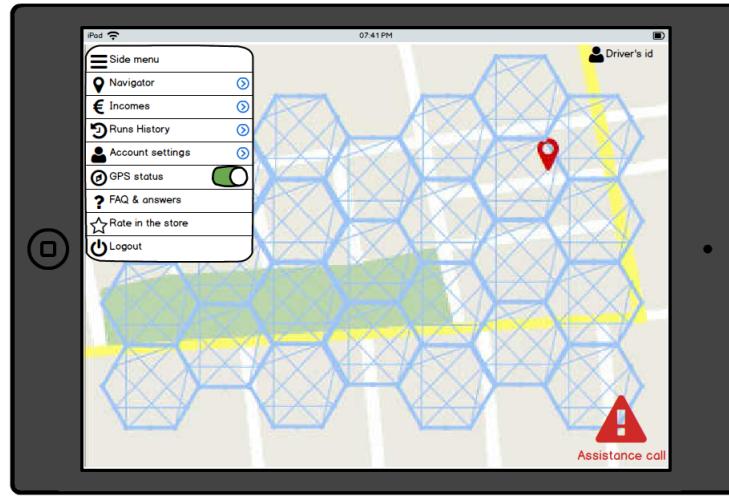 iPad
07:41 PM
Driver's id
Side menu
Navigator
€ Incomes
Runs History
Account settings
GPS status
? FAQ & answers
Rate in the store
Logout
Assistance call